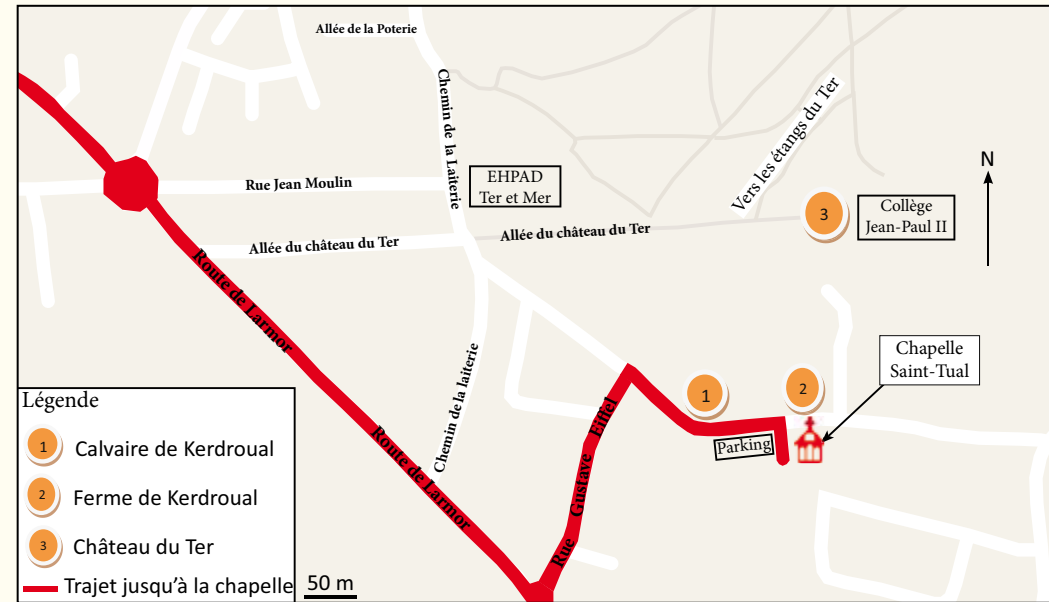 Allée de la Poterie
Chemin de la Laiterie
Vers les étangs du Ter
N
EHPAD
Ter et Mer
Rue Jean Moulin
3
Collège
Jean-Paul II
Allée du château du Ter
Allée du château du Ter
Route de Larmor
Chapelle
Saint-Tual
Chemin de la laiterie
Rue Gustave Eiffel
1
2
Parking
Route de Larmor
Légende
1 Calvaire de Kerdroual
2 Ferme de Kerdroual
3 Château du Ter
Trajet jusqu'à la chapelle
50 m